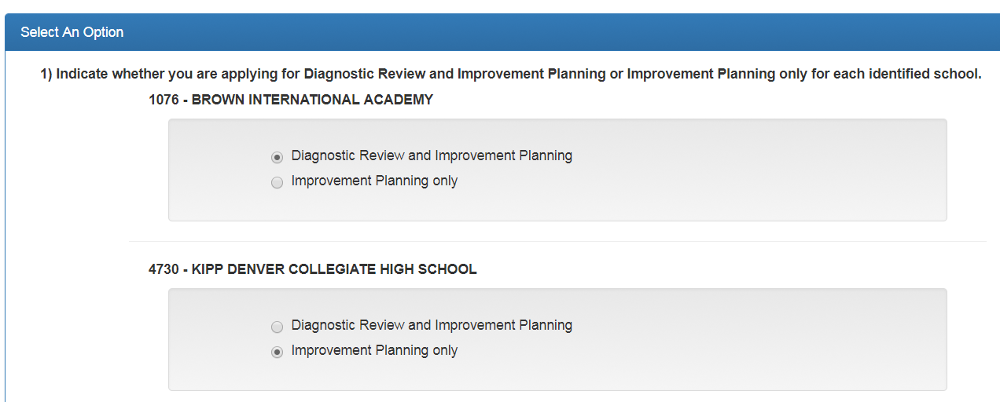 Select An Option
1) Indicate whether you are applying for Diagnostic Review and Improvement Planning or Improvement Planning only for each identified school.
1076 - BROWN INTERNATIONAL ACADEMY
Diagnostic Review and Improvement Planning
Improvement Planning only
4730 - KIPP DENVER COLLEGIATE HIGH SCHOOL
Diagnostic Review and Improvement Planning
Improvement Planning only